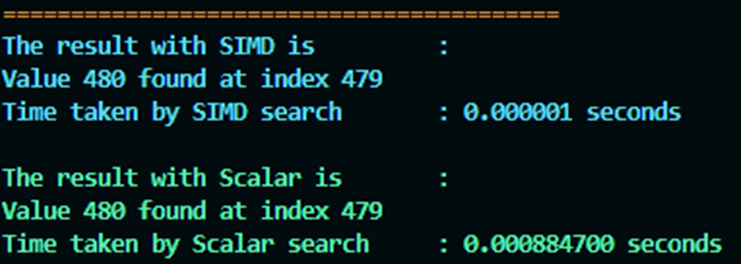 =========================================
The result with SIMD is         :
Value 480 found at index 479
Time taken by SIMD search       : 0.000001 seconds

The result with Scalar is       :
Value 480 found at index 479
Time taken by Scalar search     : 0.000884700 seconds